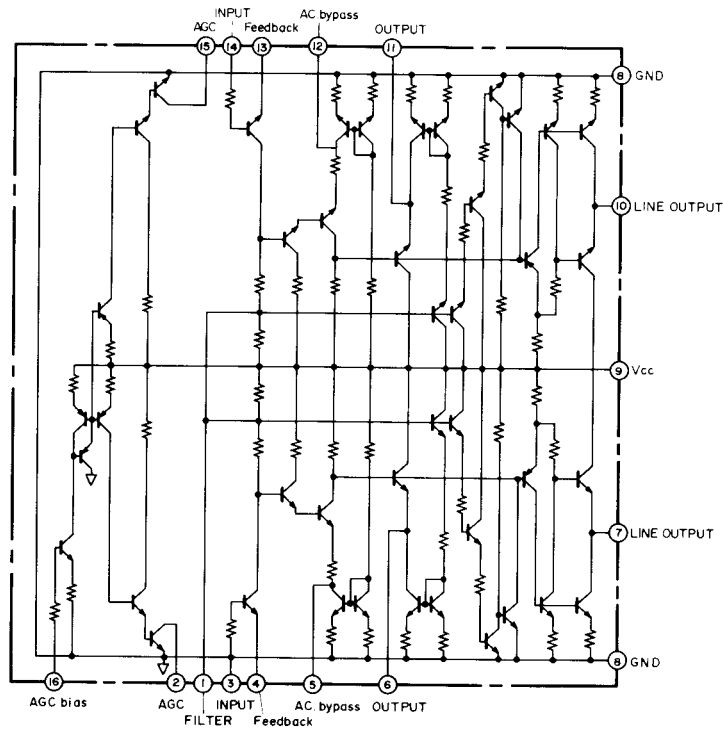 INPUT
AC bypass
AGC
Feedback
OUTPUT
15
14
13
12
11
8 GND
10 LINE OUTPUT
9 Vcc
7 LINE OUTPUT
8 GND
16
2
1
3
4
5
6
AGC bias
AGC
INPUT
AC. bypass
OUTPUT
FILTER
Feedback